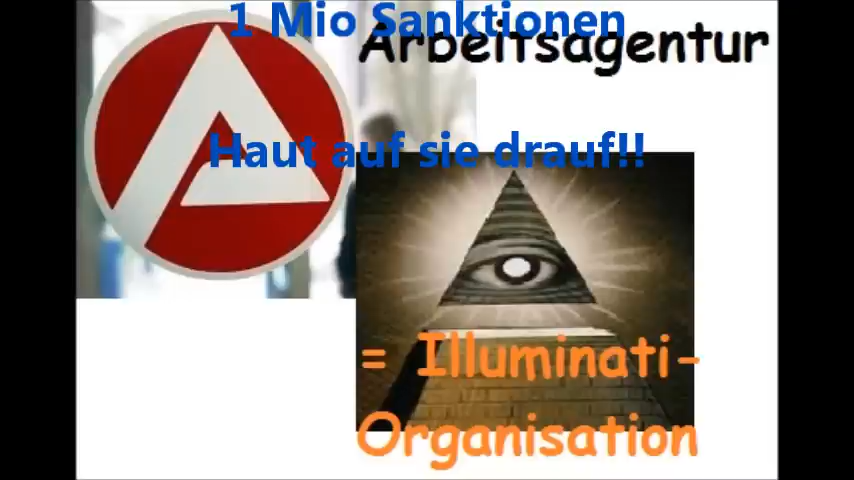 1 Mio Sanktionen
Arbeitsagentur
Haut auf sie drauf!!
= Illuminati-
Organisation